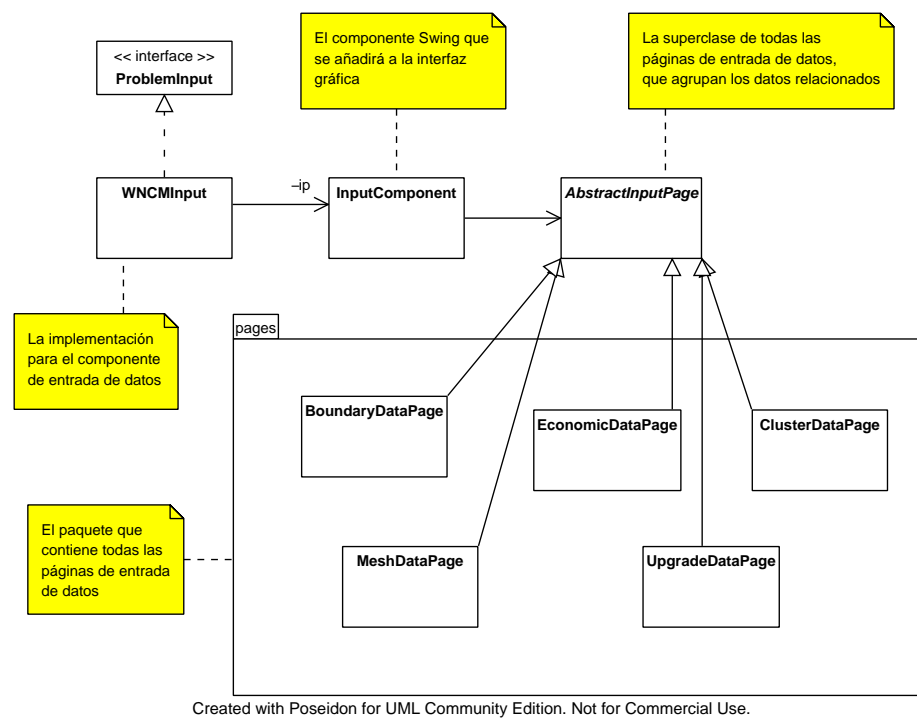 El componente Swing que
se añadirá a la interfaz
gráfica
La superclase de todas las
páginas de entrada de datos,
que agrupan los datos relacionados
<< interface >>
ProblemInput
WNCMInput
–ip
InputComponent
AbstractInputPage
La implementación
para el componente
de entrada de datos
pages
BoundaryDataPage
EconomicDataPage
ClusterDataPage
El paquete que
contiene todas las
páginas de entrada
de datos
MeshDataPage
UpgradeDataPage
Created with Poseidon for UML Community Edition. Not for Commercial Use.